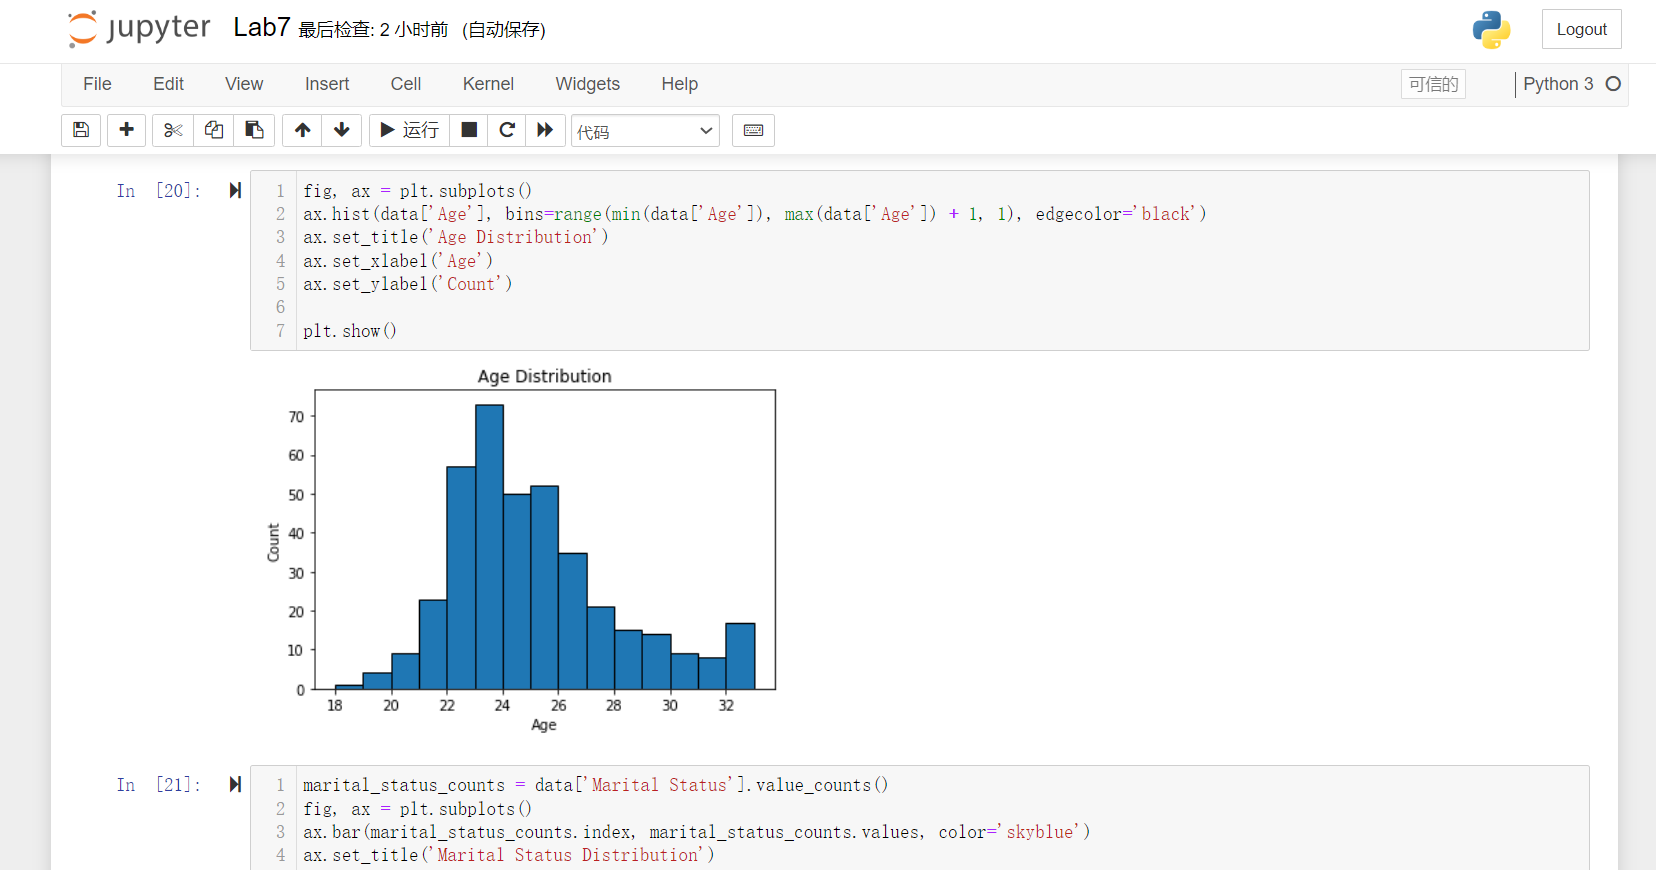 jupyter Lab7 最后检查: 2 小时前 (自动保存) Logout
File Edit View Insert Cell Kernel Widgets Help 可信的 Python 3
运行 代码
In [20]:
1 fig, ax = plt.subplots()
2 ax.hist(data['Age'], bins=range(min(data['Age']), max(data['Age']) + 1, 1), edgecolor='black')
3 ax.set_title('Age Distribution')
4 ax.set_xlabel('Age')
5 ax.set_ylabel('Count')
6
7 plt.show()
Age Distribution
70
60
50
40
30
20
10
0
Count
18 20 22 24 26 28 30 32
Age
In [21]:
1 marital_status_counts = data['Marital Status'].value_counts()
2 fig, ax = plt.subplots()
3 ax.bar(marital_status_counts.index, marital_status_counts.values, color='skyblue')
4 ax.set_title('Marital Status Distribution')